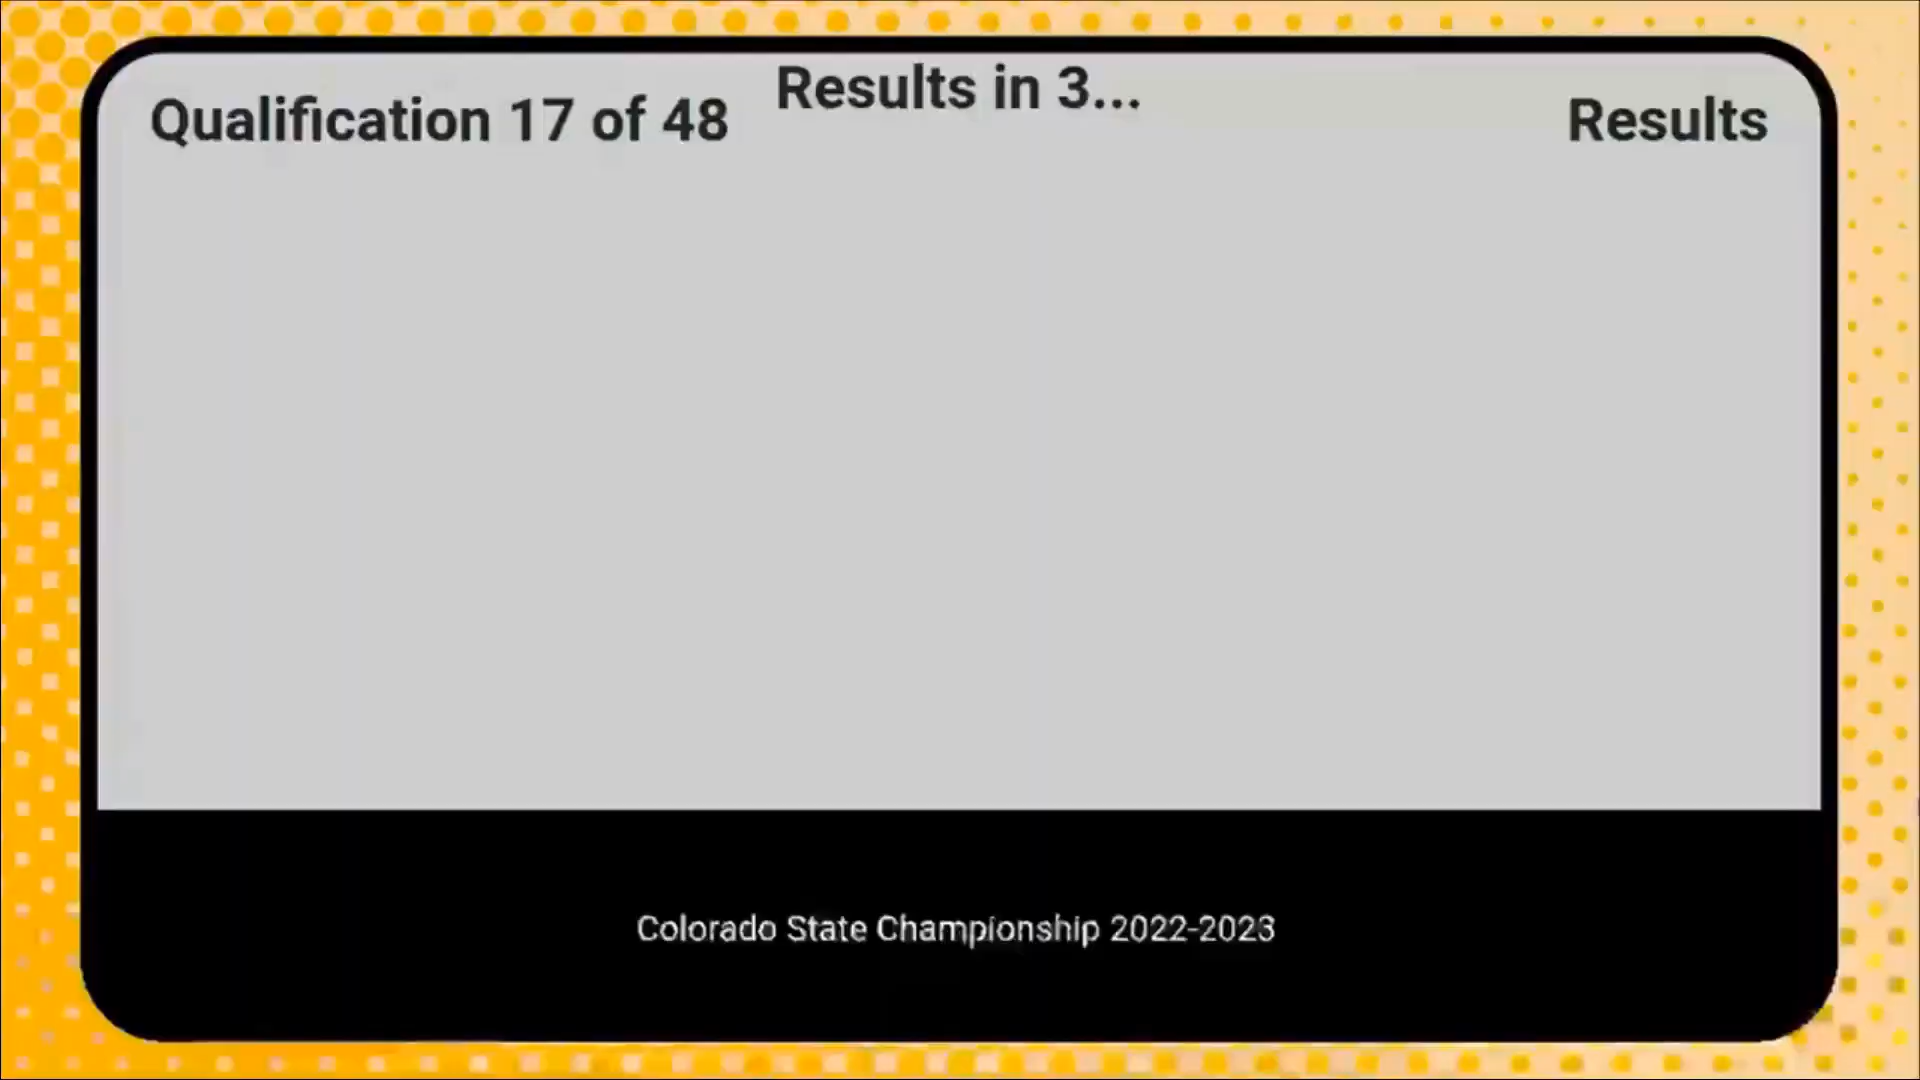 Qualification 17 of 48
Results in 3...
Results
Colorado State Championship 2022-2023